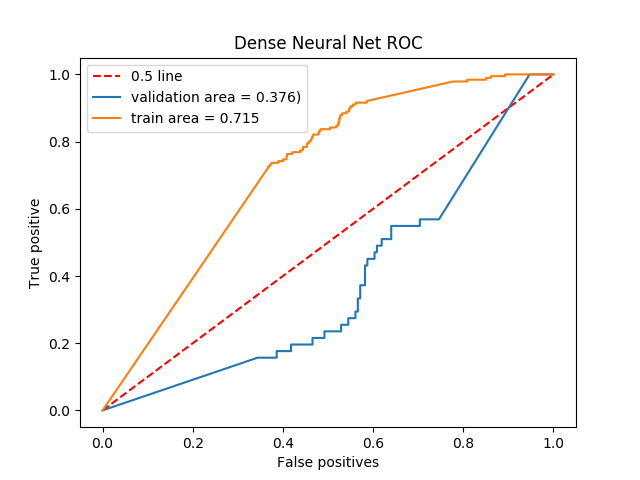 Dense Neural Net ROC
0.5 line
validation area = 0.376)
train area = 0.715
1.0
0.8
0.6
0.4
0.2
0.0
True positive
0.0 0.2 0.4 0.6 0.8 1.0
False positives